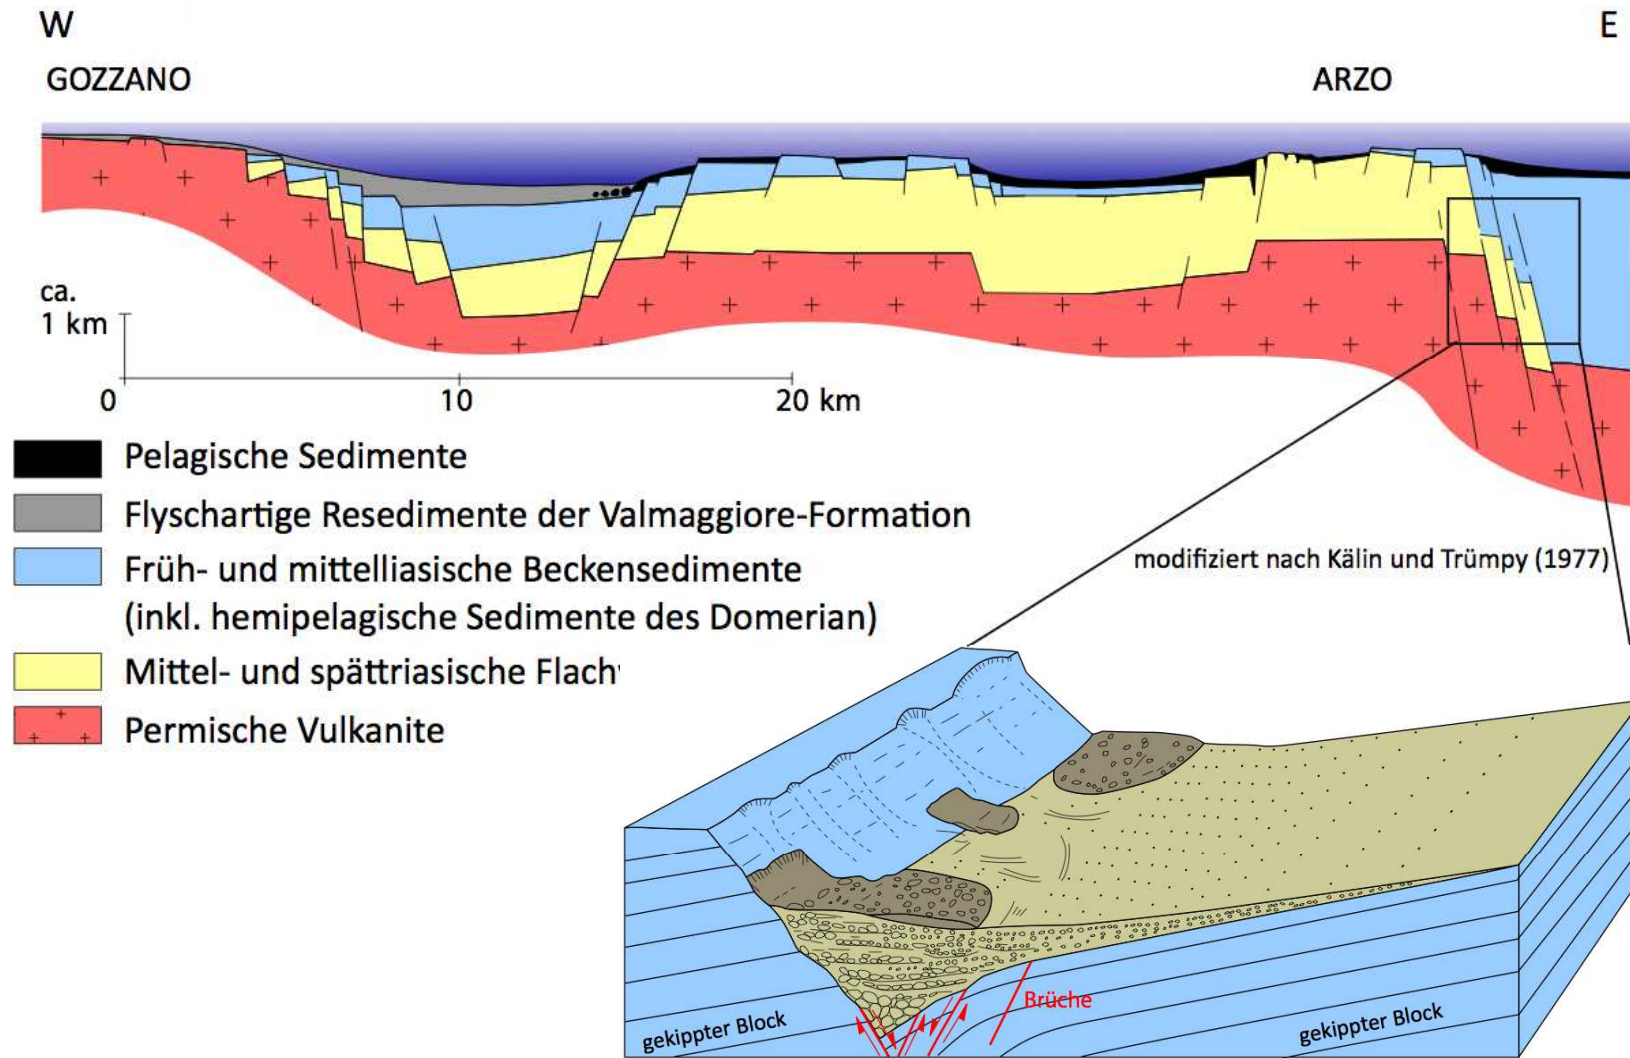 W
E
GOZZANO
ARZO
ca.
1 km
0
10
20 km
Pelagische Sedimente
Flyschartige Resedimente der Valmaggiore-Formation
Früh- und mittelliasische Beckensedimente
(inkl. hemipelagische Sedimente des Domerian)
modifiziert nach Kälin und Trümpy (1977)
Mittel- und spättriasische Flach
Permische Vulkanite
Brüche
gekippter Block
gekippter Block